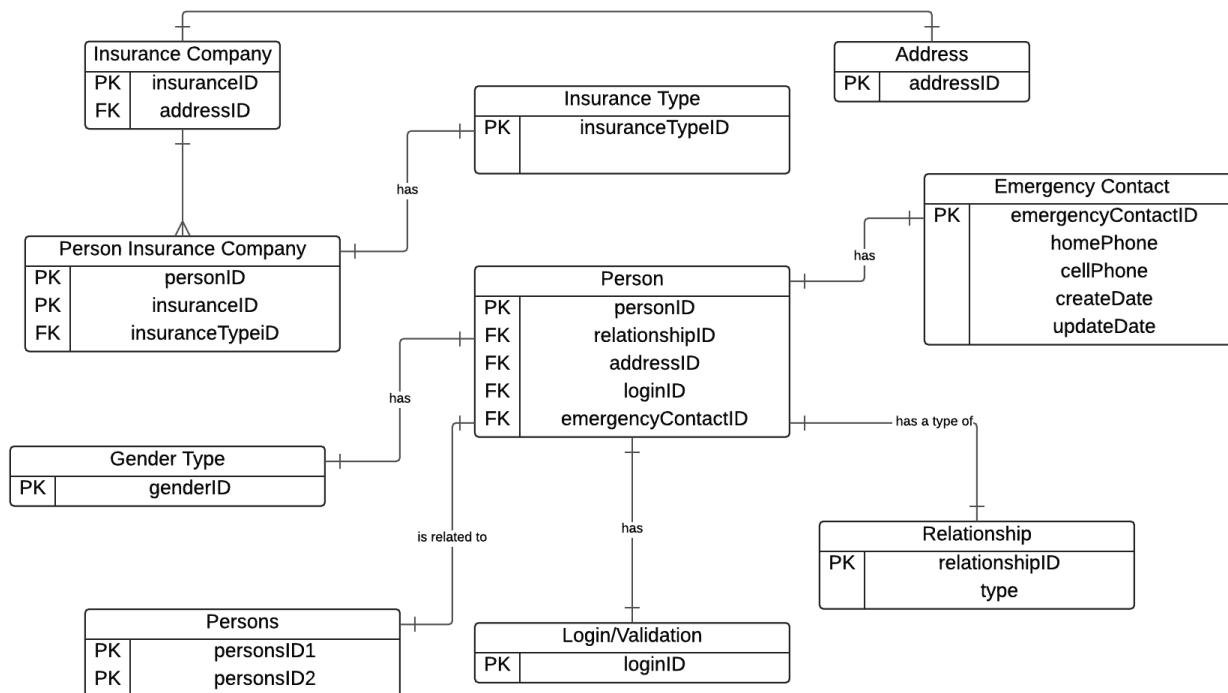 Insurance Company
PK insuranceID
FK addressID
Address
PK addressID
Insurance Type
PK insuranceTypeID
has
Emergency Contact
PK emergencyContactID
homePhone
cellPhone
createDate
updateDate
Person Insurance Company
PK personID
PK insuranceID
FK insuranceTypeiD
has
Person
PK personID
FK relationshipID
FK addressID
FK loginID
FK emergencyContactID
has
has a type of
Gender Type
PK genderID
is related to
has
Relationship
PK relationshipID
type
Persons
PK personsID1
PK personsID2
Login/Validation
PK loginID